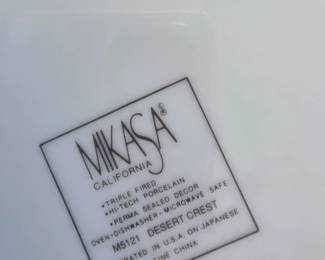 MIKASA
CALIFORNIA
• TRIPLE FIRED
• HI-TECH PORCELAIN
• PERMA SEALED DECOR
OVEN • DISHWASHER • MICROWAVE SAFE
M5121 DESERT CREST
RATED IN U.S.A. ON JAPANESE
CHINA